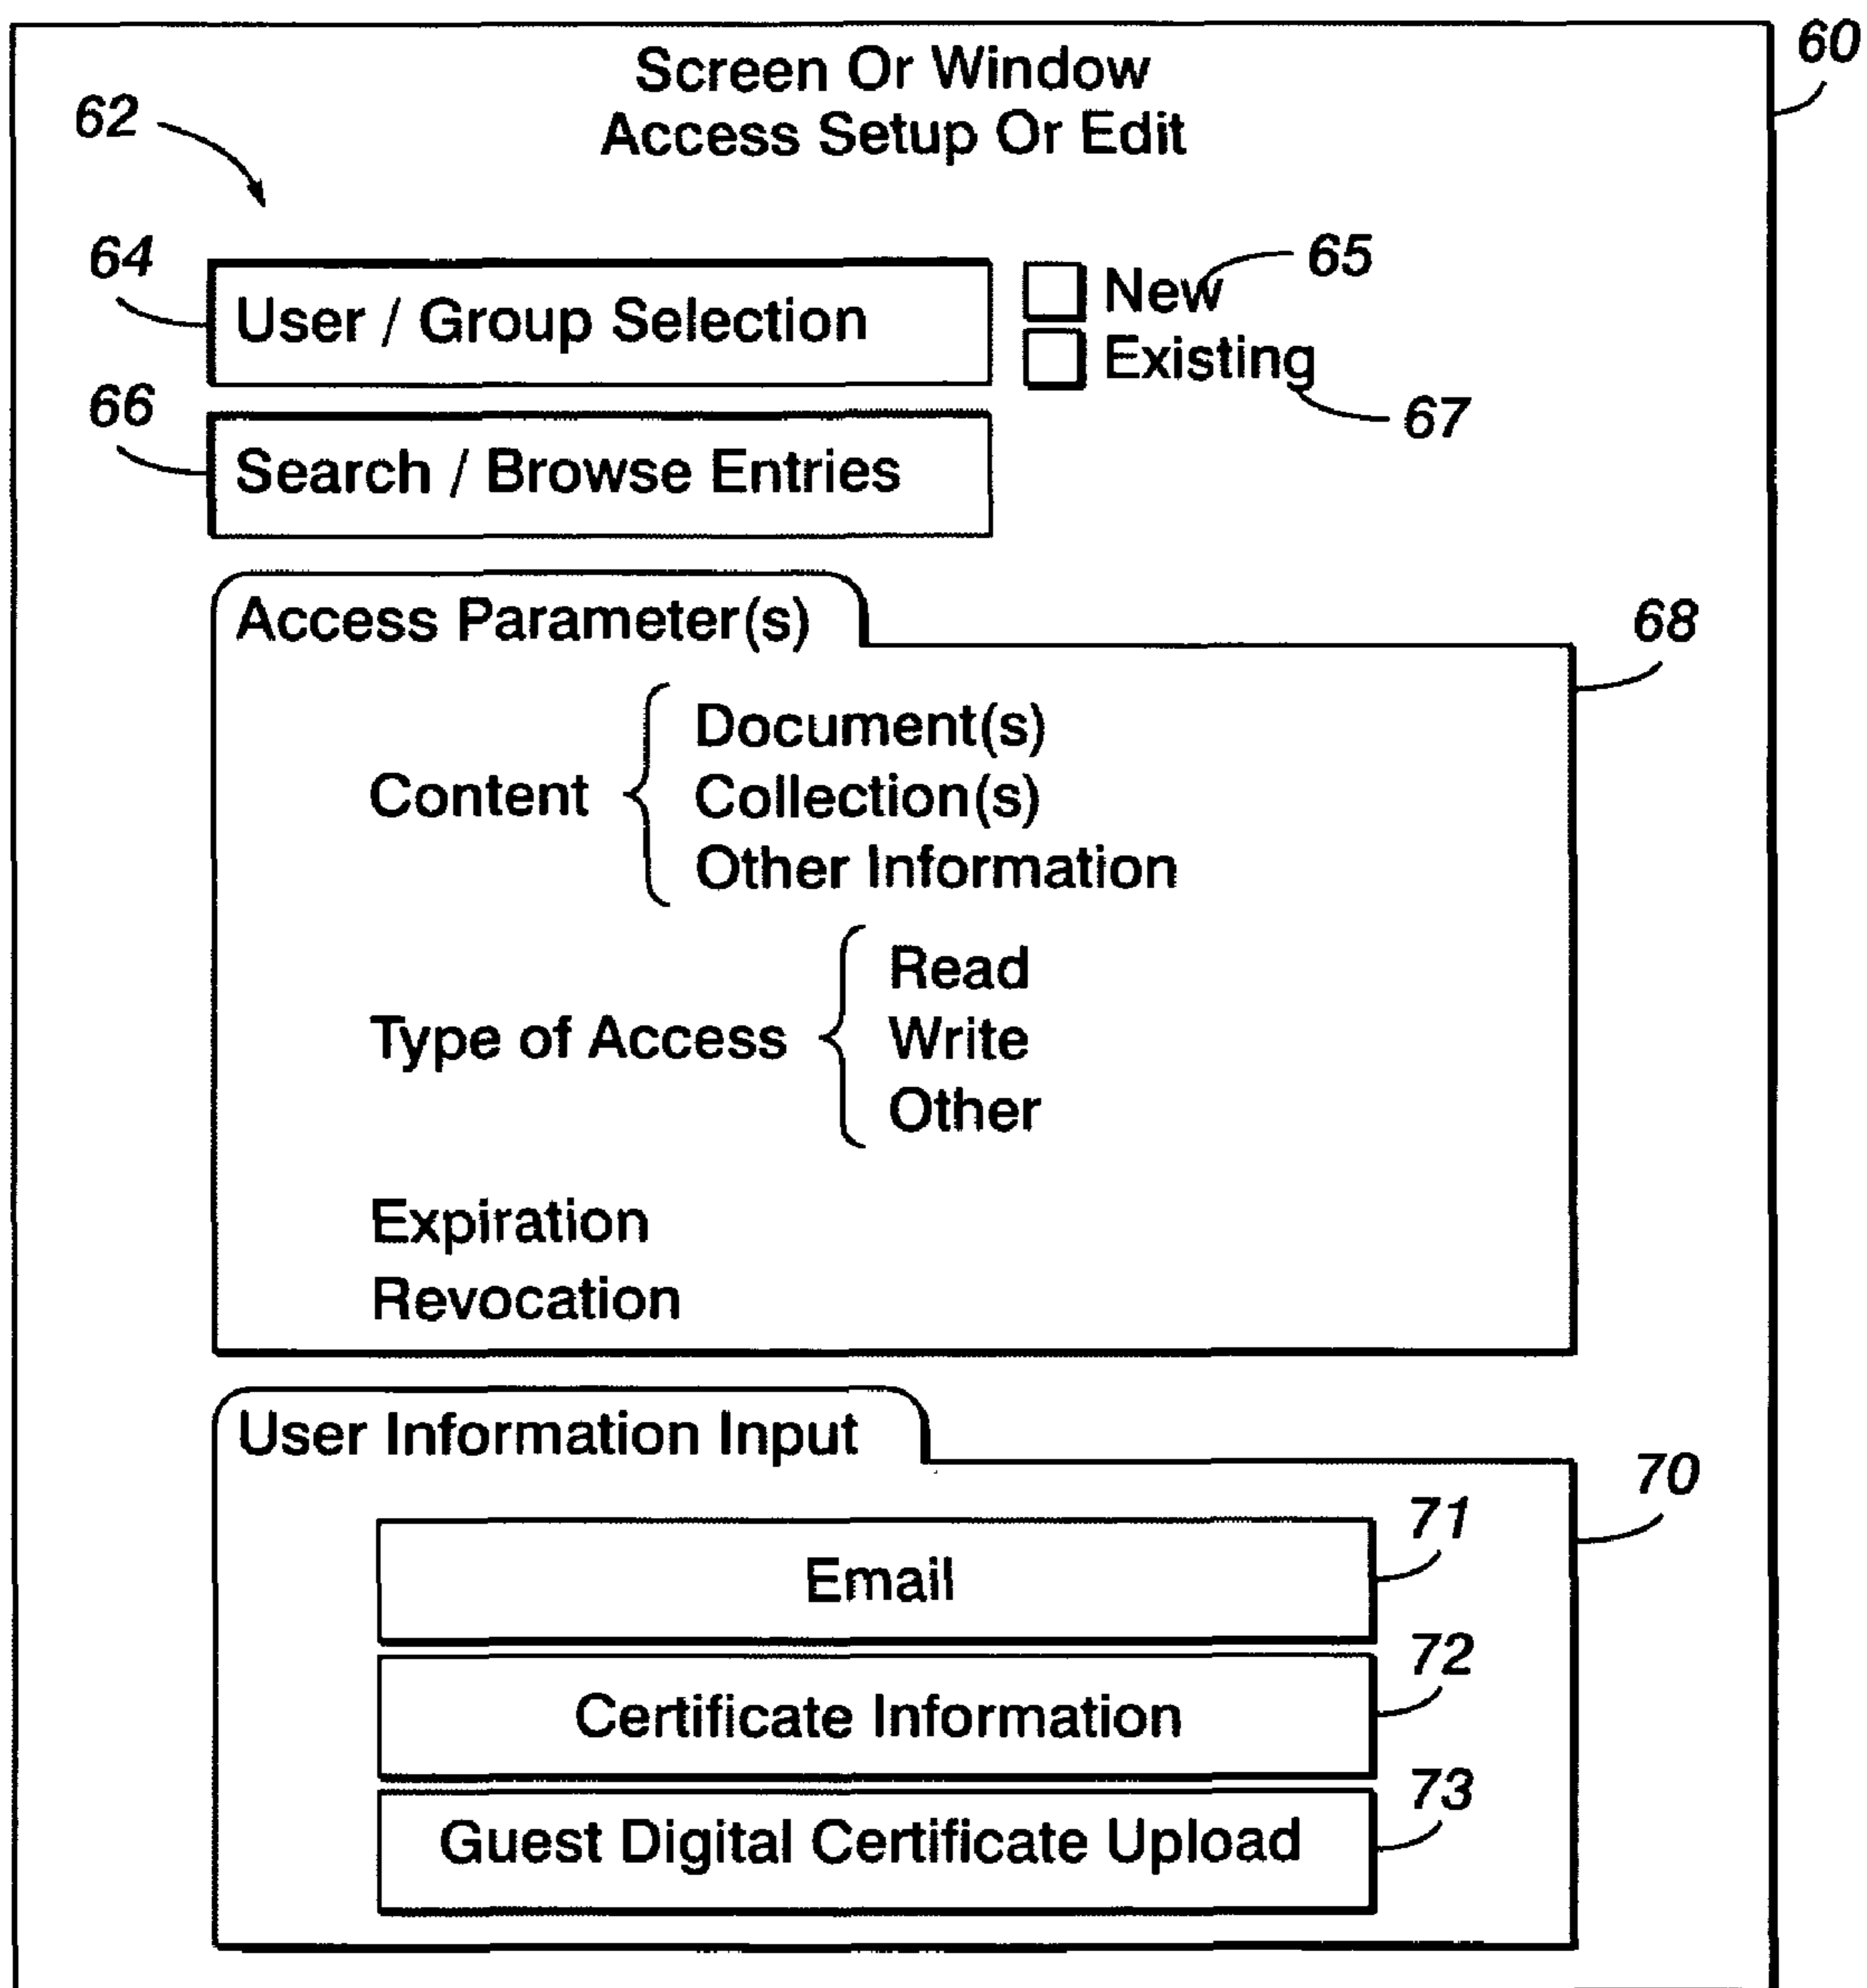 Screen Or Window
Access Setup Or Edit
60
62
64
User / Group Selection
New
65
Existing
67
66
Search / Browse Entries
Access Parameter(s)
68
Content
Document(s)
Collection(s)
Other Information
Type of Access
Read
Write
Other
Expiration
Revocation
User Information Input
70
Email
71
Certificate Information
72
Guest Digital Certificate Upload
73